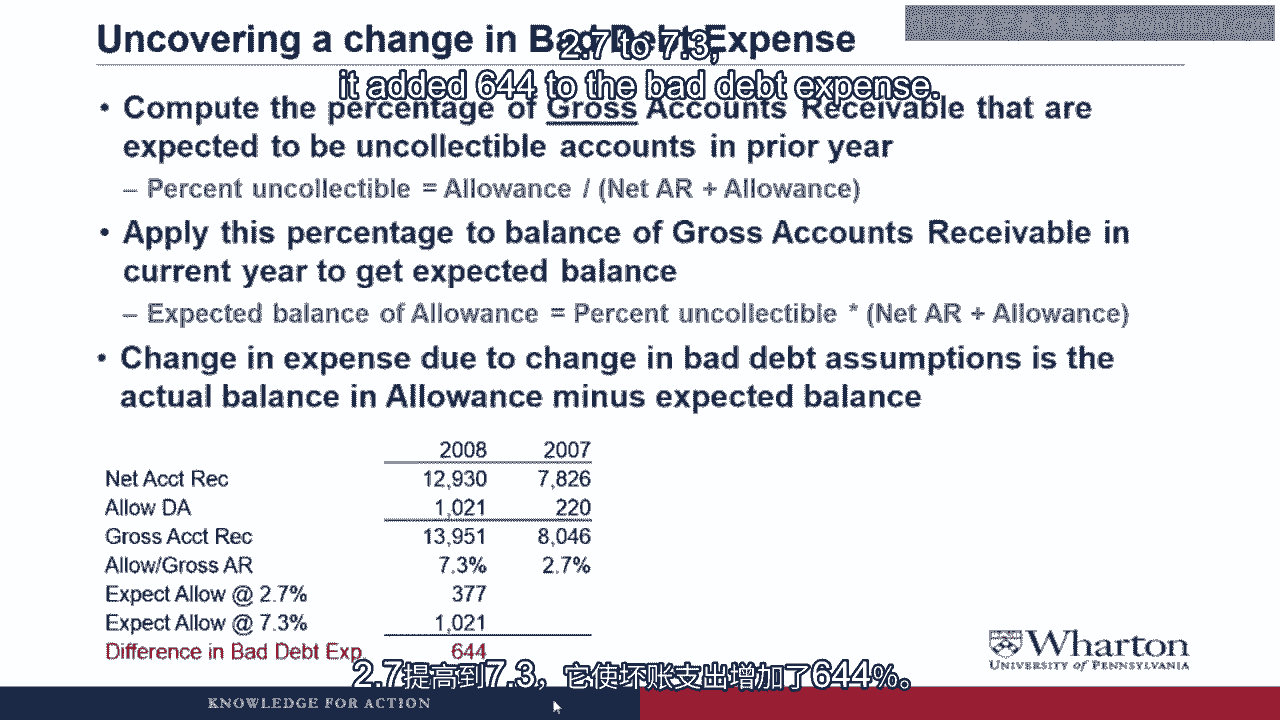 Uncovering a change in Bad Debt Expense
2.7 to 7.3,
it added 644 to the bad debt expense.
• Compute the percentage of Gross Accounts Receivable that are
expected to be uncollectible accounts in prior year
– Percent uncollectible = Allowance / (Net AR + Allowance)
• Apply this percentage to balance of Gross Accounts Receivable in
current year to get expected balance
– Expected balance of Allowance = Percent uncollectible * (Net AR + Allowance)
• Change in expense due to change in bad debt assumptions is the
actual balance in Allowance minus expected balance
2008 2007
Net Acct Rec 12,930 7,826
Allow DA 1,021 220
Gross Acct Rec 13,951 8,046
Allow/Gross AR 7.3% 2.7%
Expect Allow @ 2.7% 377
Expect Allow @ 7.3% 1,021
Difference in Bad Debt Exp. 644
Wharton
UNIVERSITY of PENNSYLVANIA
2.7提高到7.3，它使坏账支出增加了644%。
KNOWLEDGE FOR ACTION